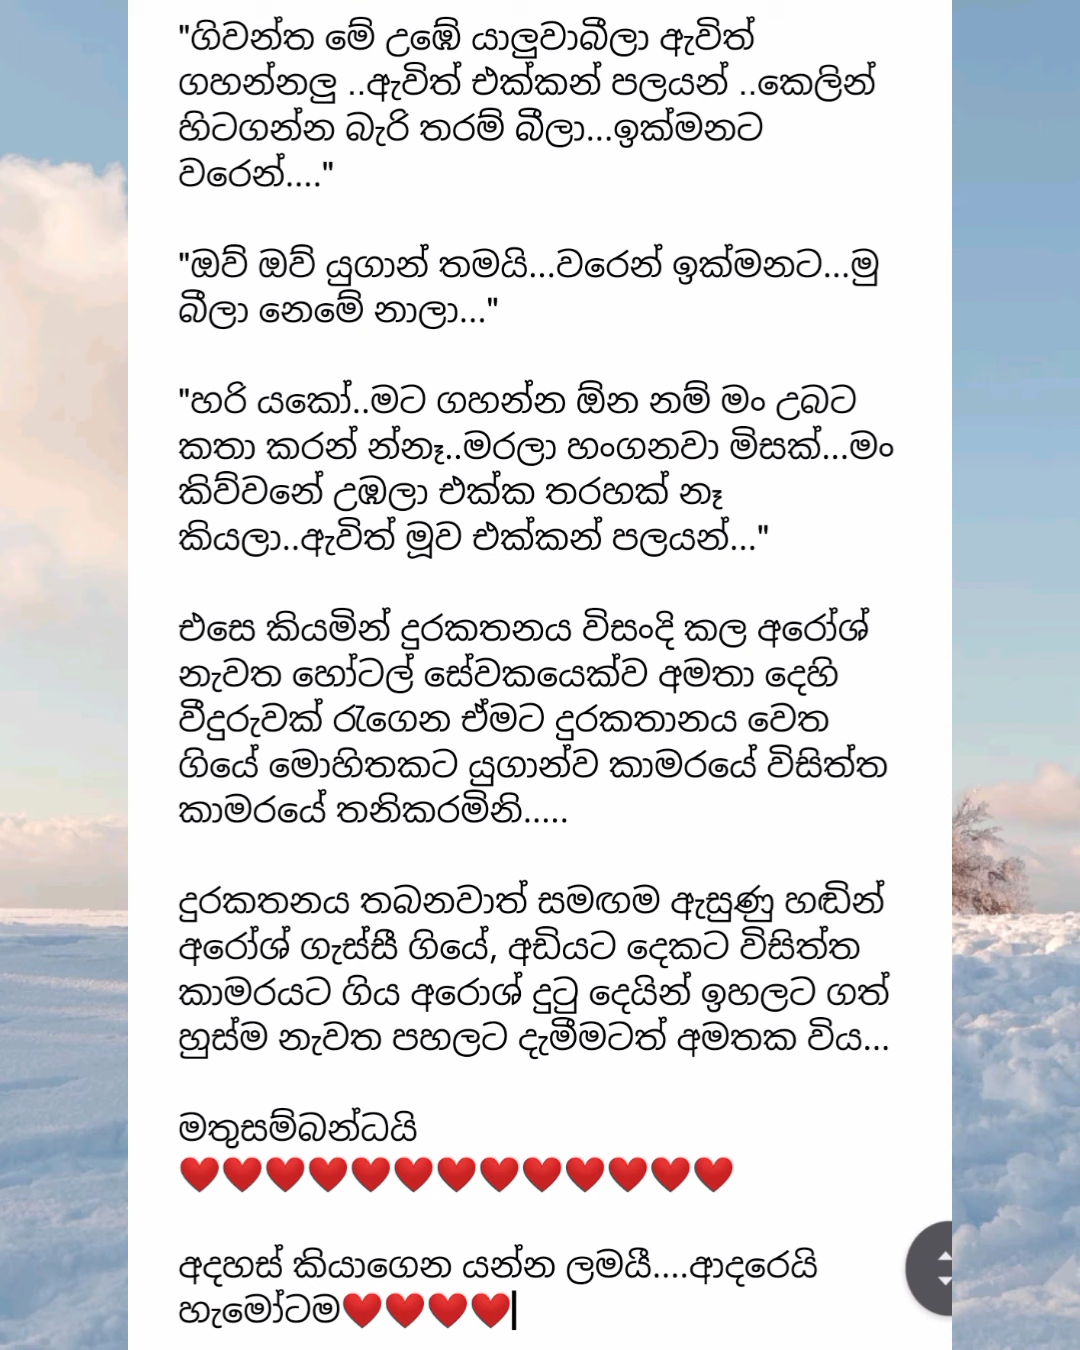 "ගිවන්ත මේ උඹේ යාලුවාබීලා ඇවිත්
ගහන්නලු ..ඇවිත් එක්කන් පලයන් ..කෙලින්
හිටගන්න බැරි තරම් බීලා...ඉක්මනට
වරෙන්...."
"ඔව් ඔව් යුගාන් තමයි...වරෙන් ඉක්මනට...මු
බීලා නෙමේ නාලා..."
"හරි යකෝ..මට ගහන්න ඕන නම් මං උබට
කතා කරන් න්නෑ..මරලා හංගනවා මිසක්...මං
කිව්වනේ උඹලා එක්ක තරහක් නෑ
කියලා..ඇවිත් මූව එක්කන් පලයන්..."
එසෙ කියමින් දුරකතනය විසංදි කල අරෝශ්
නැවත හෝටල් සේවකයෙක්ව අමතා දෙහි
වීදුරුවක් රැගෙන ඒමට දුරකතානය වෙත
ගියේ මොහිතකට යුගාන්ව කාමරයේ විසිත්ත
කාමරයේ තනිකරමිනි.....
දුරකතනය තබනවාත් සමඟම ඇසුණු හඬින්
අරෝශ් ගැස්සී ගියේ, අඩියට දෙකට විසිත්ත
කාමරයට ගිය අරොශ් දුටු දෙයින් ඉහලට ගත්
හුස්ම නැවත පහලට දැමීමටත් අමතක විය...
මතුසම්බන්ධයි
❤️❤️❤️❤️❤️❤️❤️❤️❤️❤️❤️❤️❤️
අදහස් කියාගෙන යන්න ලමයී....ආදරෙයි
හැමෝටම❤️❤️❤️❤️